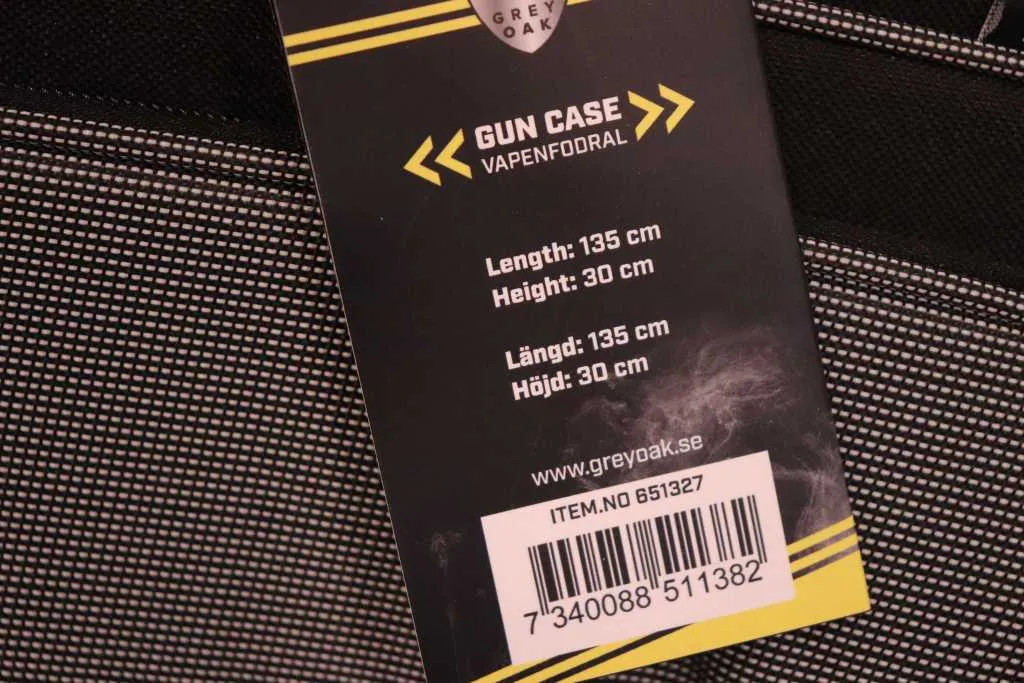 GREY
OAK
GUN CASE
VAPENFODRAL
Length: 135 cm
Height: 30 cm
Längd: 135 cm
Höjd: 30 cm
www.greyoak.se
ITEM.NO 651327
7 340088 511382